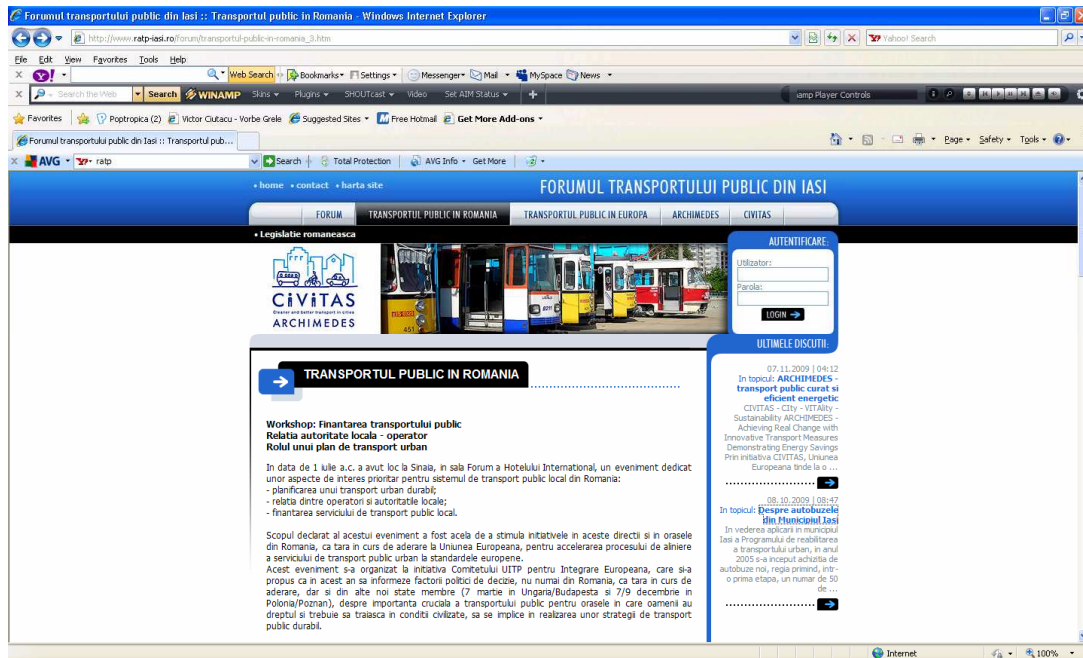 Forumul transportului public din Iasi :: Transportul public in Romania - Windows Internet Explorer
http://www.ratp-iasi.ro/forum/transportul-public-in-romania_3.htm
Yahoo! Search
File Edit View Favorites Tools Help
Y! Web Search Bookmarks Settings Messenger Mail MySpace News
Search the Web Search WINAMP Skins Plugins SHOUTcast Video Set AIM Status amp Player Controls
Favorites Poptropica (2) Victor Ciutacu - Vorbe Grele Suggested Sites Free Hotmail Get More Add-ons
Forumul transportului public din Iasi :: Transportul pub... Page Safety Tools
AVG ratp Search Total Protection AVG Info Get More
• home • contact • harta site
FORUMUL TRANSPORTULUI PUBLIC DIN IASI
FORUM TRANSPORTUL PUBLIC IN ROMANIA TRANSPORTUL PUBLIC IN EUROPA ARCHIMEDES CIVITAS
• Legislatie romaneasca
CiViTAS
Cleaner and better transport in cities
ARCHIMEDES
451
AUTENTIFICARE:
Utilizator:
Parola:
LOGIN
TRANSPORTUL PUBLIC IN ROMANIA
Workshop: Finantarea transportului public
Relatia autoritate locala - operator
Rolul unui plan de transport urban
In data de 1 iulie a.c. a avut loc la Sinaia, in sala Forum a Hotelului International, un eveniment dedicat
unor aspecte de interes prioritar pentru sistemul de transport public local din Romania:
- planificarea unui transport urban durabil;
- relatia dintre operatori si autoritatile locale;
- finantarea serviciului de transport public local.
Scopul declarat al acestui eveniment a fost acela de a stimula initiativele in aceste directii si in orasele
din Romania, ca tara in curs de aderare la Uniunea Europeana, pentru accelerarea procesului de aliniere
a serviciului de transport public urban la standardele europene.
Acest eveniment s-a organizat la initiativa Comitetului UITP pentru Integrare Europeana, care si-a
propus ca in acest an sa informeze factorii politici de decizie, nu numai din Romania, ca tara in curs de
aderare, dar si din alte noi state membre (7 martie in Ungaria/Budapesta si 7/9 decembrie in
Polonia/Poznan), despre importanta cruciala a transportului public pentru orasele in care oamenii au
dreptul si trebuie sa traiasca in conditii civilizate, sa se implice in realizarea unor strategii de transport
public durabil.
ULTIMELE DISCUTII:
07.11.2009 | 04:12
In topicul: ARCHIMEDES -
transport public curat si
eficient energetic
CIVITAS - CIty - VITAlity -
Sustainability ARCHIMEDES -
Achieving Real Change with
Innovative Transport Measures
Demonstrating Energy Savings
Prin initiativa CIVITAS, Uniunea
Europeana tinde la o ...
08.10.2009 | 08:47
In topicul: Despre autobuzele
din Municipiul Iasi
In vederea aplicarii in municipiul
Iasi a Programului de reabilitarea
a transportului urban, in anul
2005 s-a inceput achizitia de
autobuze noi, regia primind, intr-
o prima etapa, un numar de 50
de ...
Internet 100%